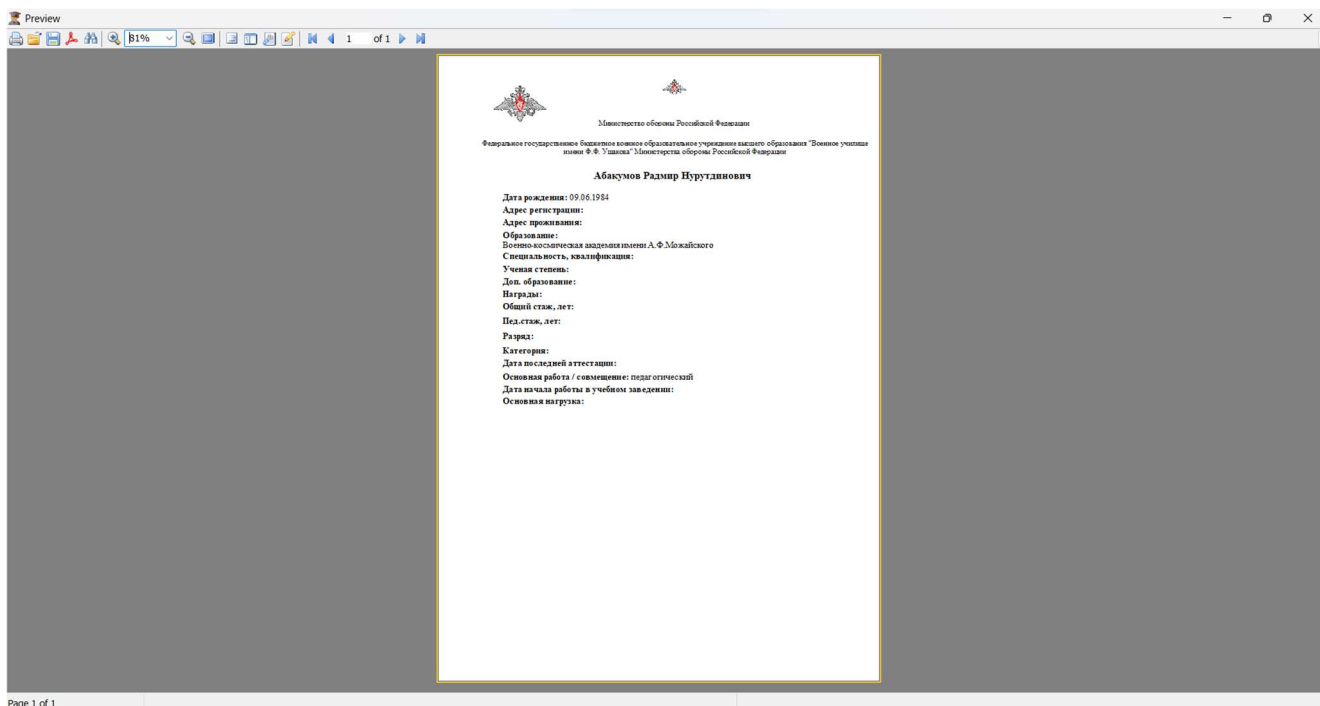 Preview
81%
1 of 1
Министерство обороны Российской Федерации
Федеральное государственное бюджетное военное образовательное учреждение высшего образования "Военное училище
имени Ф.Ф. Ушакова" Министерства обороны Российской Федерации
Абакумов Радмир Нурутдинович
Дата рождения: 09.06.1984
Адрес регистрации:
Адрес проживания:
Образование:
Военно-космическая академия имени А.Ф.Можайского
Специальность, квалификация:
Ученая степень:
Доп. образование:
Награды:
Общий стаж, лет:
Пед.стаж, лет:
Разряд:
Категория:
Дата последней аттестации:
Основная работа / совмещение: педагогический
Дата начала работы в учебном заведении:
Основная нагрузка:
Page 1 of 1